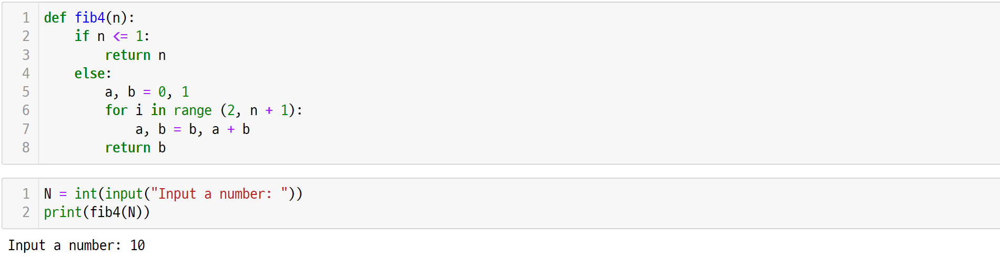 1 def fib4(n):
2     if n <= 1:
3         return n
4     else:
5         a, b = 0, 1
6         for i in range (2, n + 1):
7             a, b = b, a + b
8         return b
1 N = int(input("Input a number: "))
2 print(fib4(N))
Input a number: 10